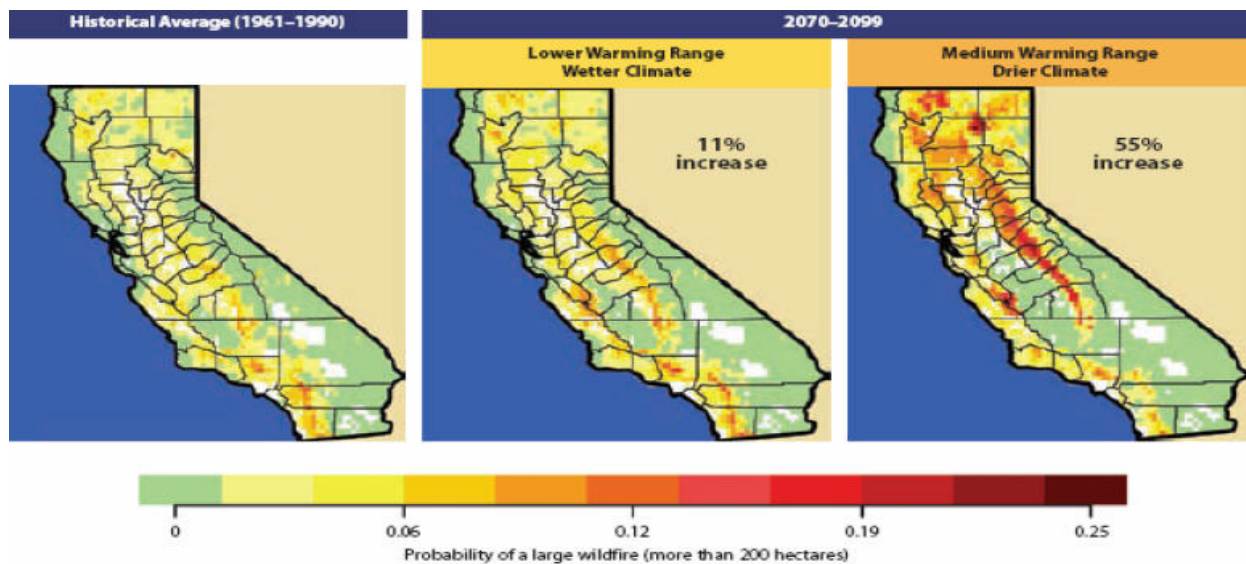 Historical Average (1961–1990)
2070–2099
Lower Warming Range
Wetter Climate
Medium Warming Range
Drier Climate
11%
increase
55%
increase
0
0.06
0.12
0.19
0.25
Probability of a large wildfire (more than 200 hectares)